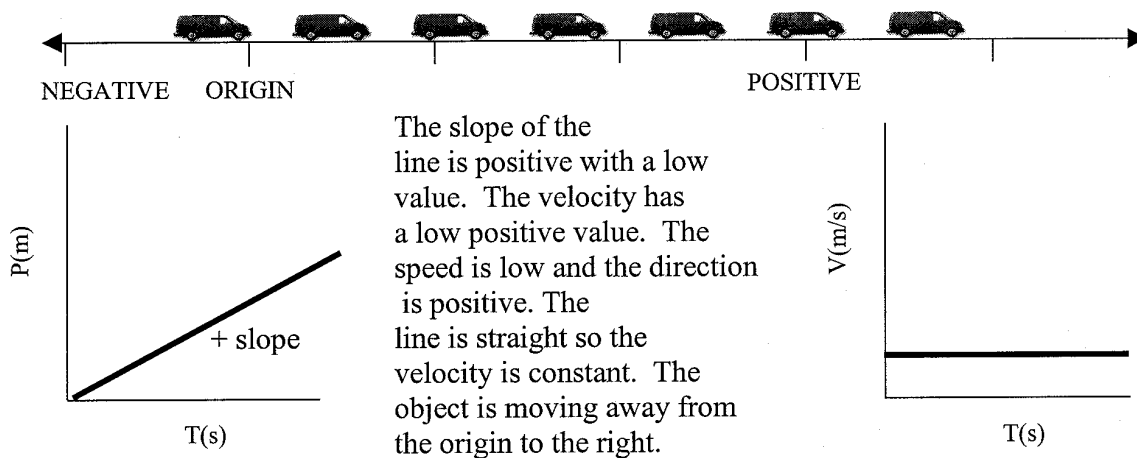 NEGATIVE ORIGIN POSITIVE
P(m)
+ slope
T(s)
The slope of the
line is positive with a low
value. The velocity has
a low positive value. The
speed is low and the direction
is positive. The
line is straight so the
velocity is constant. The
object is moving away from
the origin to the right.
V(m/s)
T(s)